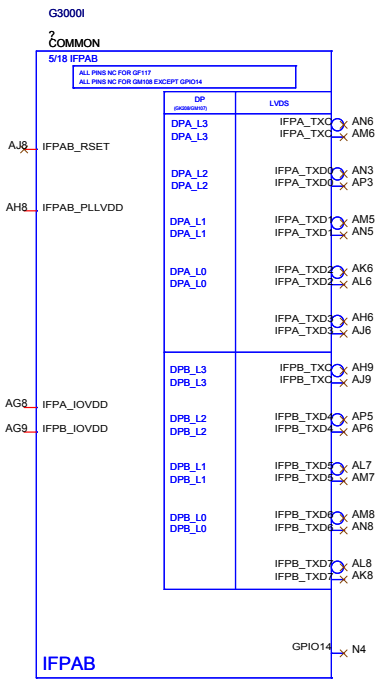 G3000I
?
COMMON
5/18 IFPAB
ALL PINS NC FOR GF117
ALL PINS NC FOR GM108 EXCEPT GPIO14
DP LVDS
(GK208/GM107)
DPA_L3 IFPA_TXC AN6
DPA_L3 IFPA_TXC AM6
AJ8 IFPAB_RSET
DPA_L2 IFPA_TXD0 AN3
DPA_L2 IFPA_TXD0 AP3
AH8 IFPAB_PLLVDD
DPA_L1 IFPA_TXD1 AM5
DPA_L1 IFPA_TXD1 AN5
DPA_L0 IFPA_TXD2 AK6
DPA_L0 IFPA_TXD2 AL6
IFPA_TXD3 AH6
IFPA_TXD3 AJ6
DPB_L3 IFPB_TXC AH9
DPB_L3 IFPB_TXC AJ9
AG8 IFPA_IOVDD
DPB_L2 IFPB_TXD4 AP5
AG9 IFPB_IOVDD DPB_L2 IFPB_TXD4 AP6
DPB_L1 IFPB_TXD5 AL7
DPB_L1 IFPB_TXD5 AM7
DPB_L0 IFPB_TXD6 AM8
DPB_L0 IFPB_TXD6 AN8
IFPB_TXD7 AL8
IFPB_TXD7 AK8
GPIO14 N4
IFPAB